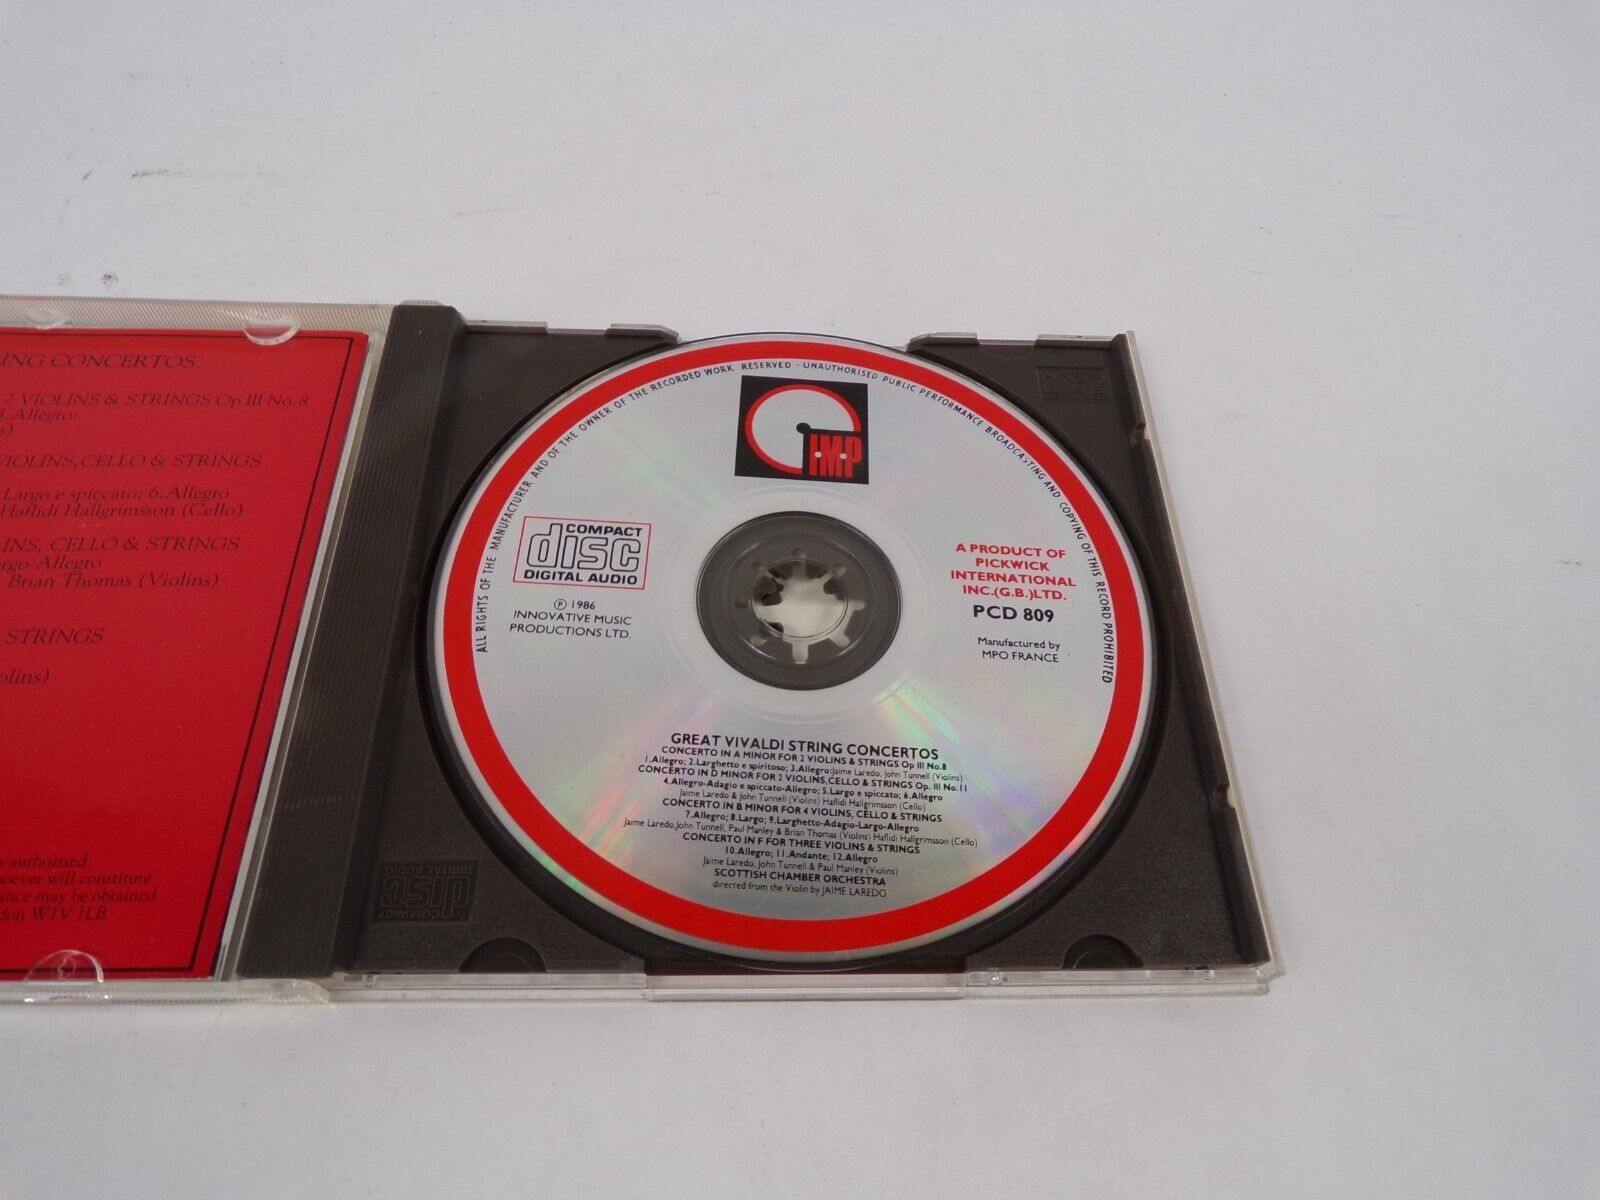 RING CONCERTOS
2 VIOLINS & STRINGS Op III No. 8
3. Allegro:
s)
VIOLINS, CELLO & STRINGS
Largo e spiccato; 6. Allegro
Haflidi Hallgrimsson (Cello)
INS, CELLO & STRINGS
rgo-Allegro
Brian Thomas (Violins)
STRINGS
olins)
n-authorised
oever will constitute
ance may be obtained
don W1V 1LB
ALL RIGHTS OF THE MANUFACTURER AND OF THE OWNER OF THE RECORDED WORK RESERVED · UNAUTHORISED PUBLIC PERFORMANCE BROADCASTING AND COPYING OF THIS RECORD PROHIBITED
IMP
COMPACT
disc
DIGITAL AUDIO
℗ 1986
INNOVATIVE MUSIC
PRODUCTIONS LTD.
A PRODUCT OF
PICKWICK
INTERNATIONAL
INC.(G.B.)LTD.
PCD 809
Manufactured by
MPO FRANCE
GREAT VIVALDI STRING CONCERTOS
CONCERTO IN A MINOR FOR 2 VIOLINS & STRINGS Op III No.8
1.Allegro; 2.Larghetto e spiritoso; 3.Allegro:Jaime Laredo, John Tunnell (Violins)
CONCERTO IN D MINOR FOR 2 VIOLINS,CELLO & STRINGS Op. III No.11
4.Allegro-Adagio e spiccato-Allegro; 5.Largo e spiccato; 6.Allegro
Jaime Laredo & John Tunnell (Violins) Haflidi Hallgrimsson (Cello)
CONCERTO IN B MINOR FOR 4 VIOLINS, CELLO & STRINGS
7.Allegro; 8.Largo; 9.Larghetto-Adagio-Largo-Allegro
Jaime Laredo,John Tunnell, Paul Manley & Brian Thomas (Violins) Haflidi Hallgrimsson (Cello)
CONCERTO IN F FOR THREE VIOLINS & STRINGS
10.Allegro; 11.Andante; 12.Allegro
Jaime Laredo, John Tunnell & Paul Manley (Violins)
SCOTTISH CHAMBER ORCHESTRA
directed from the Violin by JAIME LAREDO
COMPACT
disc
DIGITAL AUDIO